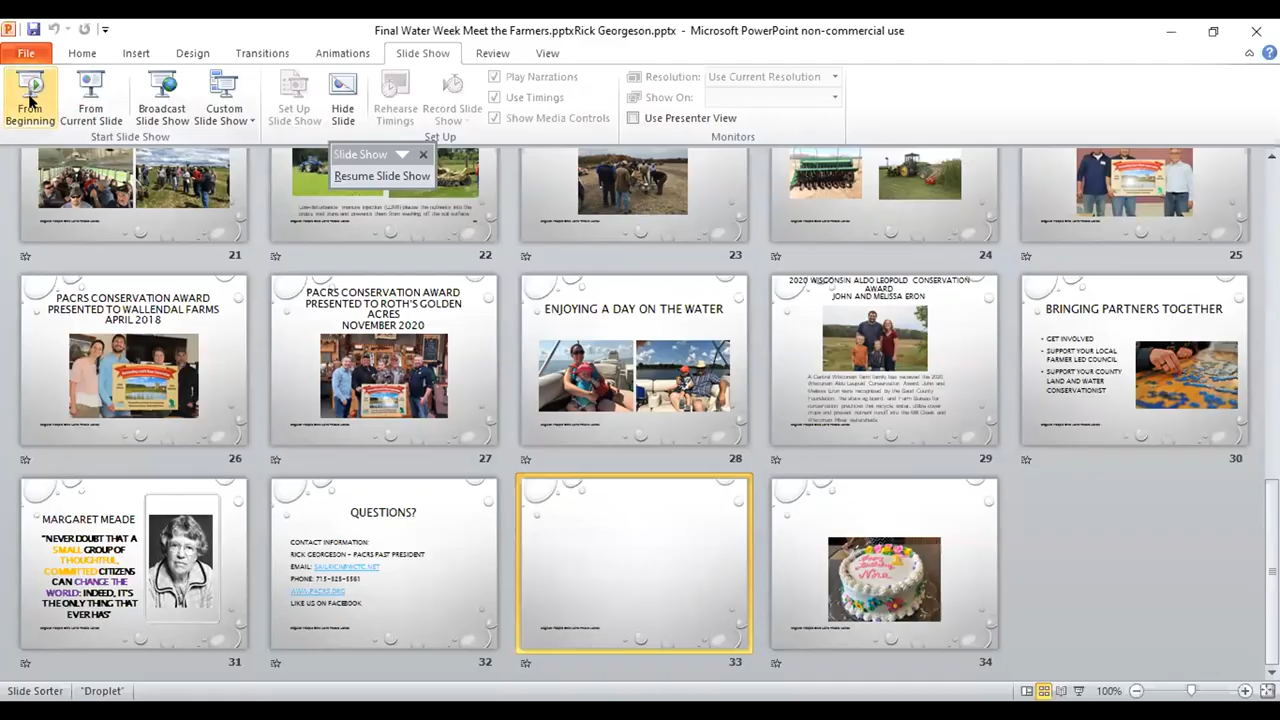 Final Water Week Meet the Farmers.pptxRick Georgeson.pptx - Microsoft PowerPoint non-commercial use
File Home Insert Design Transitions Animations Slide Show Review View
From Beginning
From Current Slide
Broadcast Slide Show
Custom Slide Show
Set Up Slide Show
Hide Slide
Rehearse Timings
Record Slide Show
Play Narrations
Use Timings
Show Media Controls
Resolution: Use Current Resolution
Show On:
Use Presenter View
Start Slide Show
Set Up
Monitors
Slide Show
Resume Slide Show
21
22
23
24
25
PACRS CONSERVATION AWARD
PRESENTED TO WALLENDAL FARMS
APRIL 2018
26
PACRS CONSERVATION AWARD
PRESENTED TO ROTH'S GOLDEN
ACRES
NOVEMBER 2020
27
ENJOYING A DAY ON THE WATER
28
2020 WISCONSIN ALDO LEOPOLD CONSERVATION
AWARD
JOHN AND MELISSA ERON
29
BRINGING PARTNERS TOGETHER
• GET INVOLVED
• SUPPORT YOUR LOCAL
FARMER LED COUNCIL
• SUPPORT YOUR COUNTY
LAND AND WATER
CONSERVATIONIST
30
MARGARET MEADE
"NEVER DOUBT THAT A
SMALL GROUP OF
THOUGHTFUL,
COMMITTED CITIZENS
CAN CHANGE THE
WORLD: INDEED, IT'S
THE ONLY THING THAT
EVER HAS"
31
QUESTIONS?
CONTACT INFORMATION:
RICK GEORGESON – PACRS PAST PRESIDENT
EMAIL:
PHONE: 715-325-5561
WWW.PACRS.ORG
LIKE US ON FACEBOOK
32
33
Nina
34
Slide Sorter "Droplet" 100%